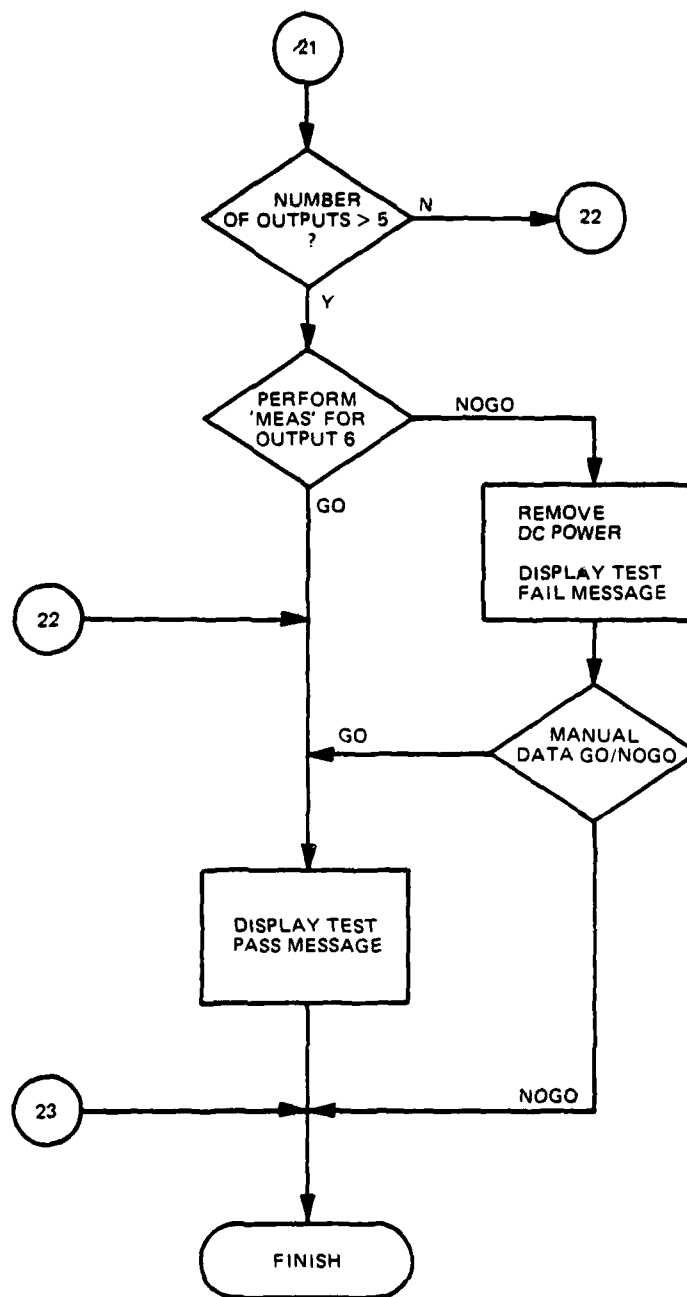 21
NUMBER
OF OUTPUTS > 5
?
N
22
Y
PERFORM
'MEAS' FOR
OUTPUT 6
NOGO
GO
REMOVE
DC POWER
DISPLAY TEST
FAIL MESSAGE
22
GO
MANUAL
DATA GO/NOGO
DISPLAY TEST
PASS MESSAGE
23
NOGO
FINISH